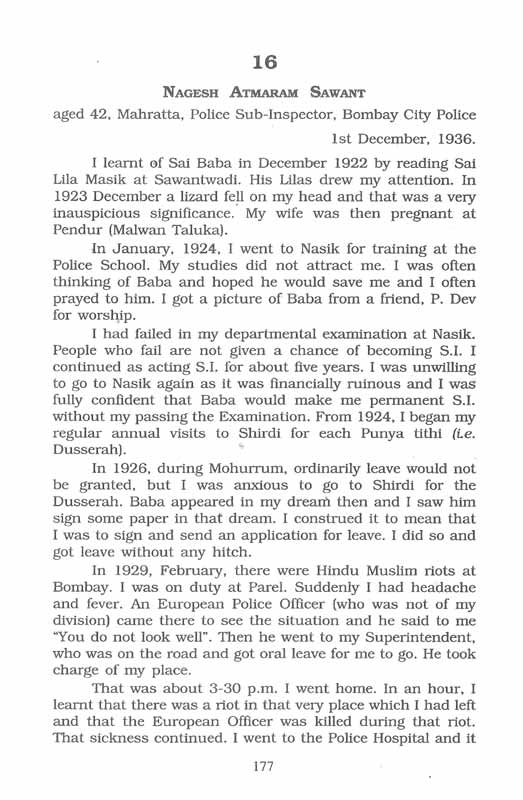 16
NAGESH ATMARAM SAWANT
aged 42, Mahratta, Police Sub-Inspector, Bombay City Police
1st December, 1936.
I learnt of Sai Baba in December 1922 by reading Sai
Lila Masik at Sawantwadi. His Lilas drew my attention. In
1923 December a lizard fell on my head and that was a very
inauspicious significance. My wife was then pregnant at
Pendur (Malwan Taluka).
In January, 1924, I went to Nasik for training at the
Police School. My studies did not attract me. I was often
thinking of Baba and hoped he would save me and I often
prayed to him. I got a picture of Baba from a friend, P. Dev
for worship.
I had failed in my departmental examination at Nasik.
People who fail are not given a chance of becoming S.I. I
continued as acting S.I. for about five years. I was unwilling
to go to Nasik again as it was financially ruinous and I was
fully confident that Baba would make me permanent S.I.
without my passing the Examination. From 1924, I began my
regular annual visits to Shirdi for each Punya tithi (i.e.
Dusserah).
In 1926, during Mohurrum, ordinarily leave would not
be granted, but I was anxious to go to Shirdi for the
Dusserah. Baba appeared in my dream then and I saw him
sign some paper in that dream. I construed it to mean that
I was to sign and send an application for leave. I did so and
got leave without any hitch.
In 1929, February, there were Hindu Muslim riots at
Bombay. I was on duty at Parel. Suddenly I had headache
and fever. An European Police Officer (who was not of my
division) came there to see the situation and he said to me
"You do not look well". Then he went to my Superintendent,
who was on the road and got oral leave for me to go. He took
charge of my place.
That was about 3-30 p.m. I went home. In an hour, I
learnt that there was a riot in that very place which I had left
and that the European Officer was killed during that riot.
That sickness continued. I went to the Police Hospital and it
177